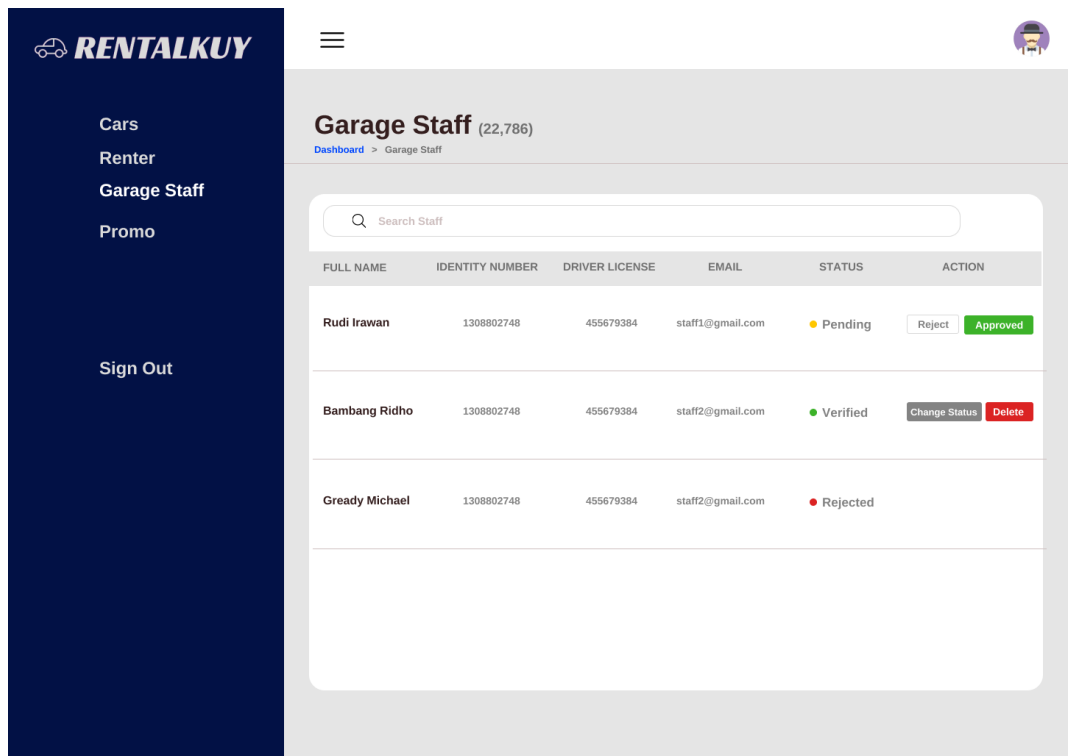 RENTALKUY
Cars
Renter
Garage Staff
Promo
Sign Out
Garage Staff (22,786)
Dashboard > Garage Staff
Search Staff
FULL NAME IDENTITY NUMBER DRIVER LICENSE EMAIL STATUS ACTION
Rudi Irawan 1308802748 455679384 staff1@gmail.com Pending Reject Approved
Bambang Ridho 1308802748 455679384 staff2@gmail.com Verified Change Status Delete
Gready Michael 1308802748 455679384 staff2@gmail.com Rejected